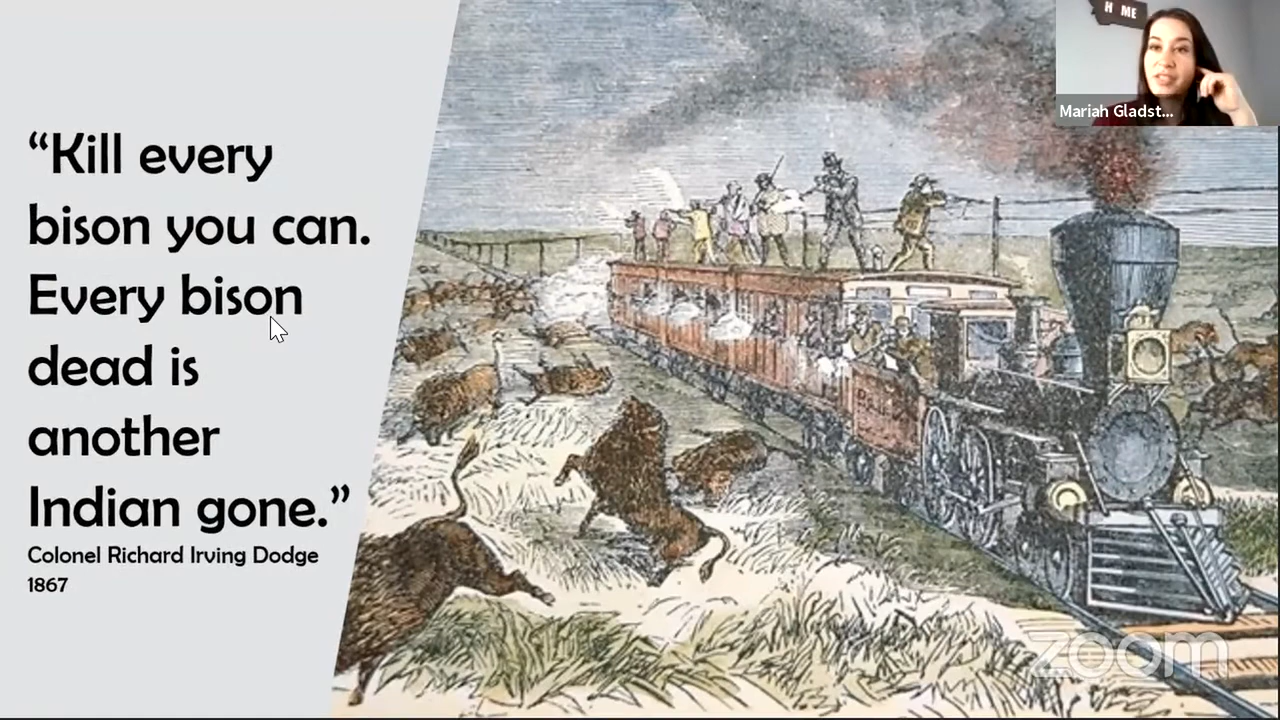 “Kill every
bison you can.
Every bison
dead is
another
Indian gone.”
Colonel Richard Irving Dodge
1867
H ME
Mariah Gladst...
zoom